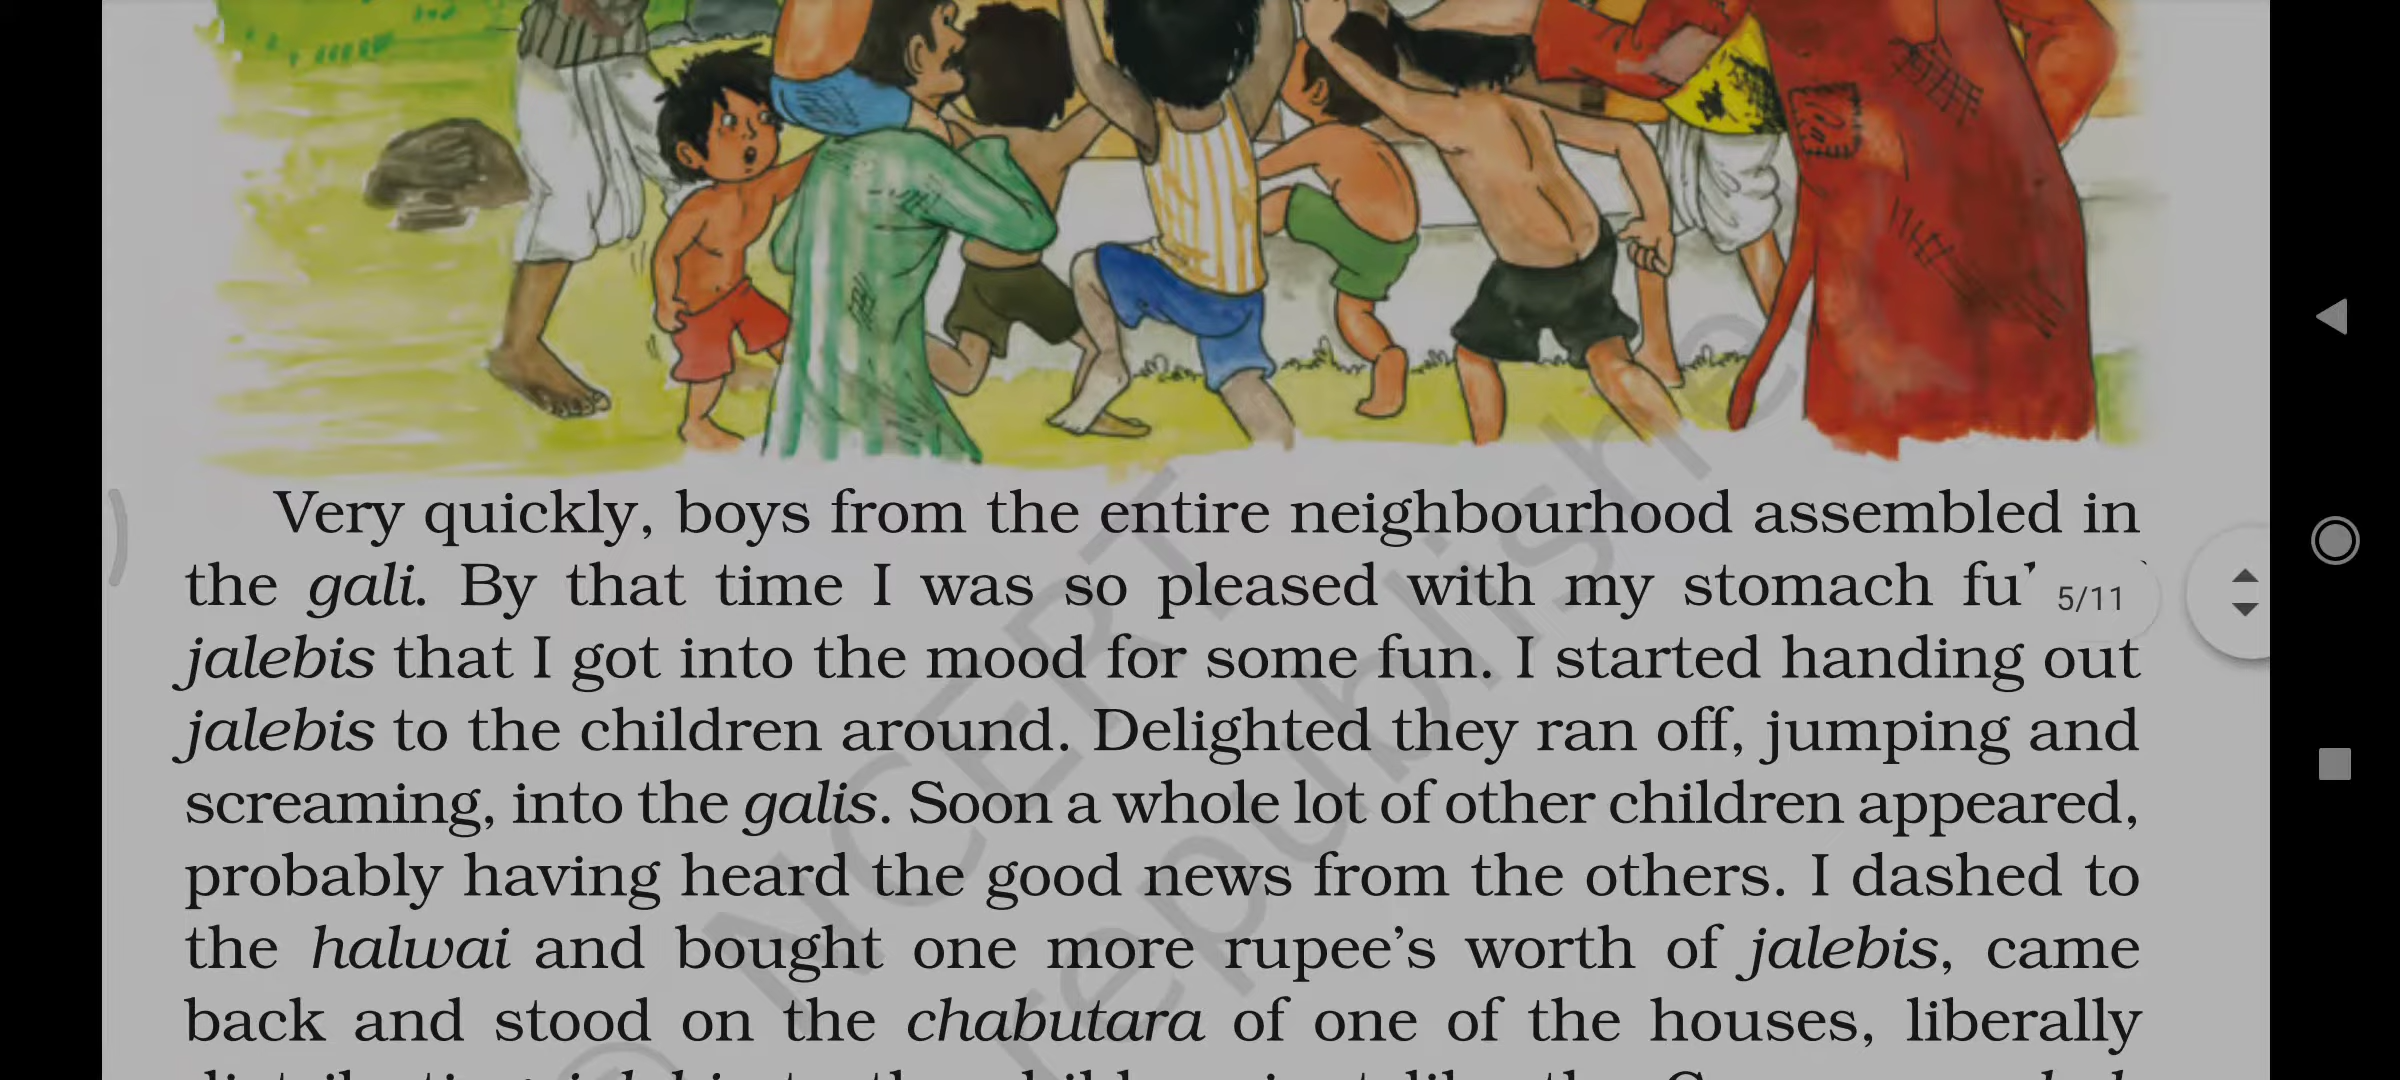 Very quickly, boys from the entire neighbourhood assembled in
the gali. By that time I was so pleased with my stomach
5/11
jalebis that I got into the mood for some fun. I started handing out
jalebis to the children around. Delighted they ran off, jumping and
screaming, into the galis. Soon a whole lot of other children appeared,
probably having heard the good news from the others. I dashed to
the halwai and bought one more rupee’s worth of jalebis, came
back and stood on the chabutara of one of the houses, liberally
NCERT